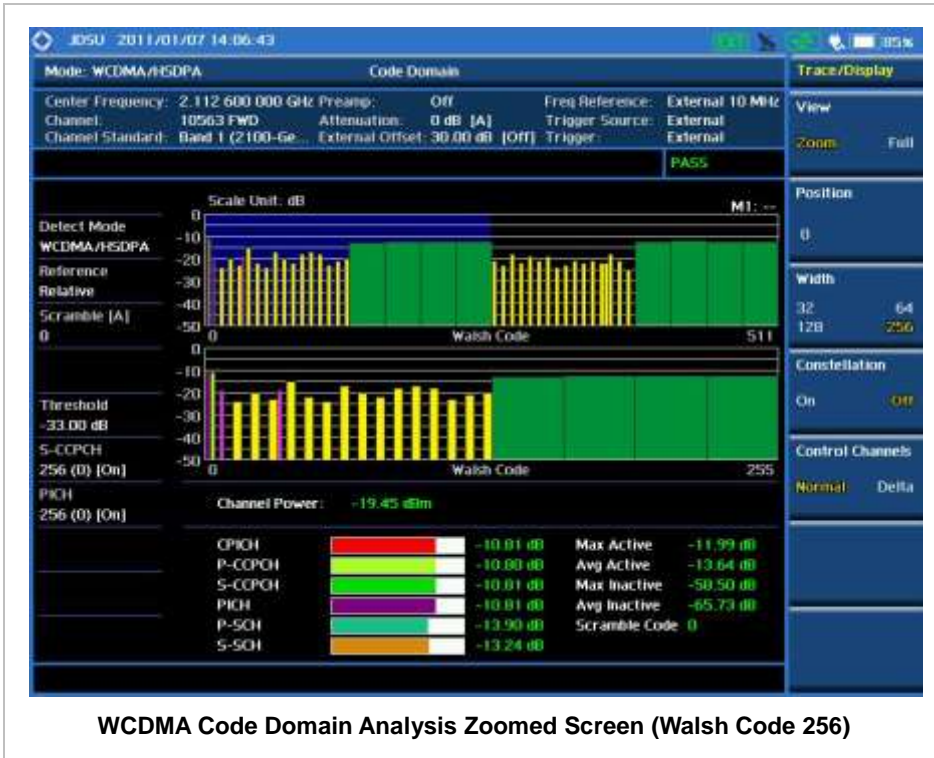 JDSU 2011/01/07 14:06:43
85%
Mode: WCDMA/HSDPA Code Domain Trace/Display
Center Frequency: 2.112 600 000 GHz Preamp: Off Freq Reference: External 10 MHz
Channel: 10563 FWD Attenuation: 0 dB [A] Trigger Source: External
Channel Standard: Band 1 (2100-Ge... External Offset: 30.00 dB [Off] Trigger: External
PASS
View
Zoom Full
Position
0
Width
32 64
128 256
Constellation
On Off
Control Channels
Normal Delta
Detect Mode
WCDMA/HSDPA
Reference
Relative
Scramble [A]
0
Threshold
-33.00 dB
S-CCPCH
256 (0) [On]
PICH
256 (0) [On]
Scale Unit: dB
M1: --
0
-10
-20
-30
-40
-50
0 Walsh Code 511
0
-10
-20
-30
-40
-50
0 Walsh Code 255
Channel Power: -19.45 dBm
CPICH -10.81 dB Max Active -11.99 dB
P-CCPCH -10.80 dB Avg Active -13.64 dB
S-CCPCH -10.81 dB Max Inactive -58.50 dB
PICH -10.81 dB Avg Inactive -65.73 dB
P-SCH -13.90 dB Scramble Code 0
S-SCH -13.24 dB
WCDMA Code Domain Analysis Zoomed Screen (Walsh Code 256)